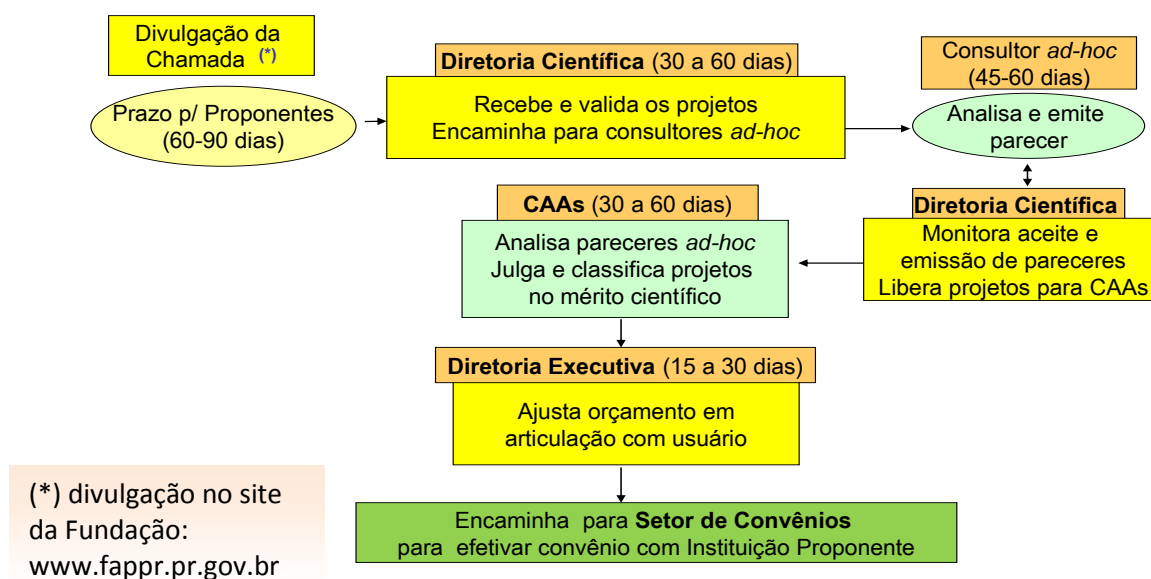 Divulgação da
Chamada (*)
Prazo p/ Proponentes
(60-90 dias)
Diretoria Científica (30 a 60 dias)
Recebe e valida os projetos
Encaminha para consultores ad-hoc
Consultor ad-hoc
(45-60 dias)
Analisa e emite
parecer
Diretoria Científica
Monitora aceite e
emissão de pareceres
Libera projetos para CAAs
CAAs (30 a 60 dias)
Analisa pareceres ad-hoc
Julga e classifica projetos
no mérito científico
Diretoria Executiva (15 a 30 dias)
Ajusta orçamento em
articulação com usuário
Encaminha para Setor de Convênios
para efetivar convênio com Instituição Proponente
(*) divulgação no site
da Fundação:
www.fappr.pr.gov.br